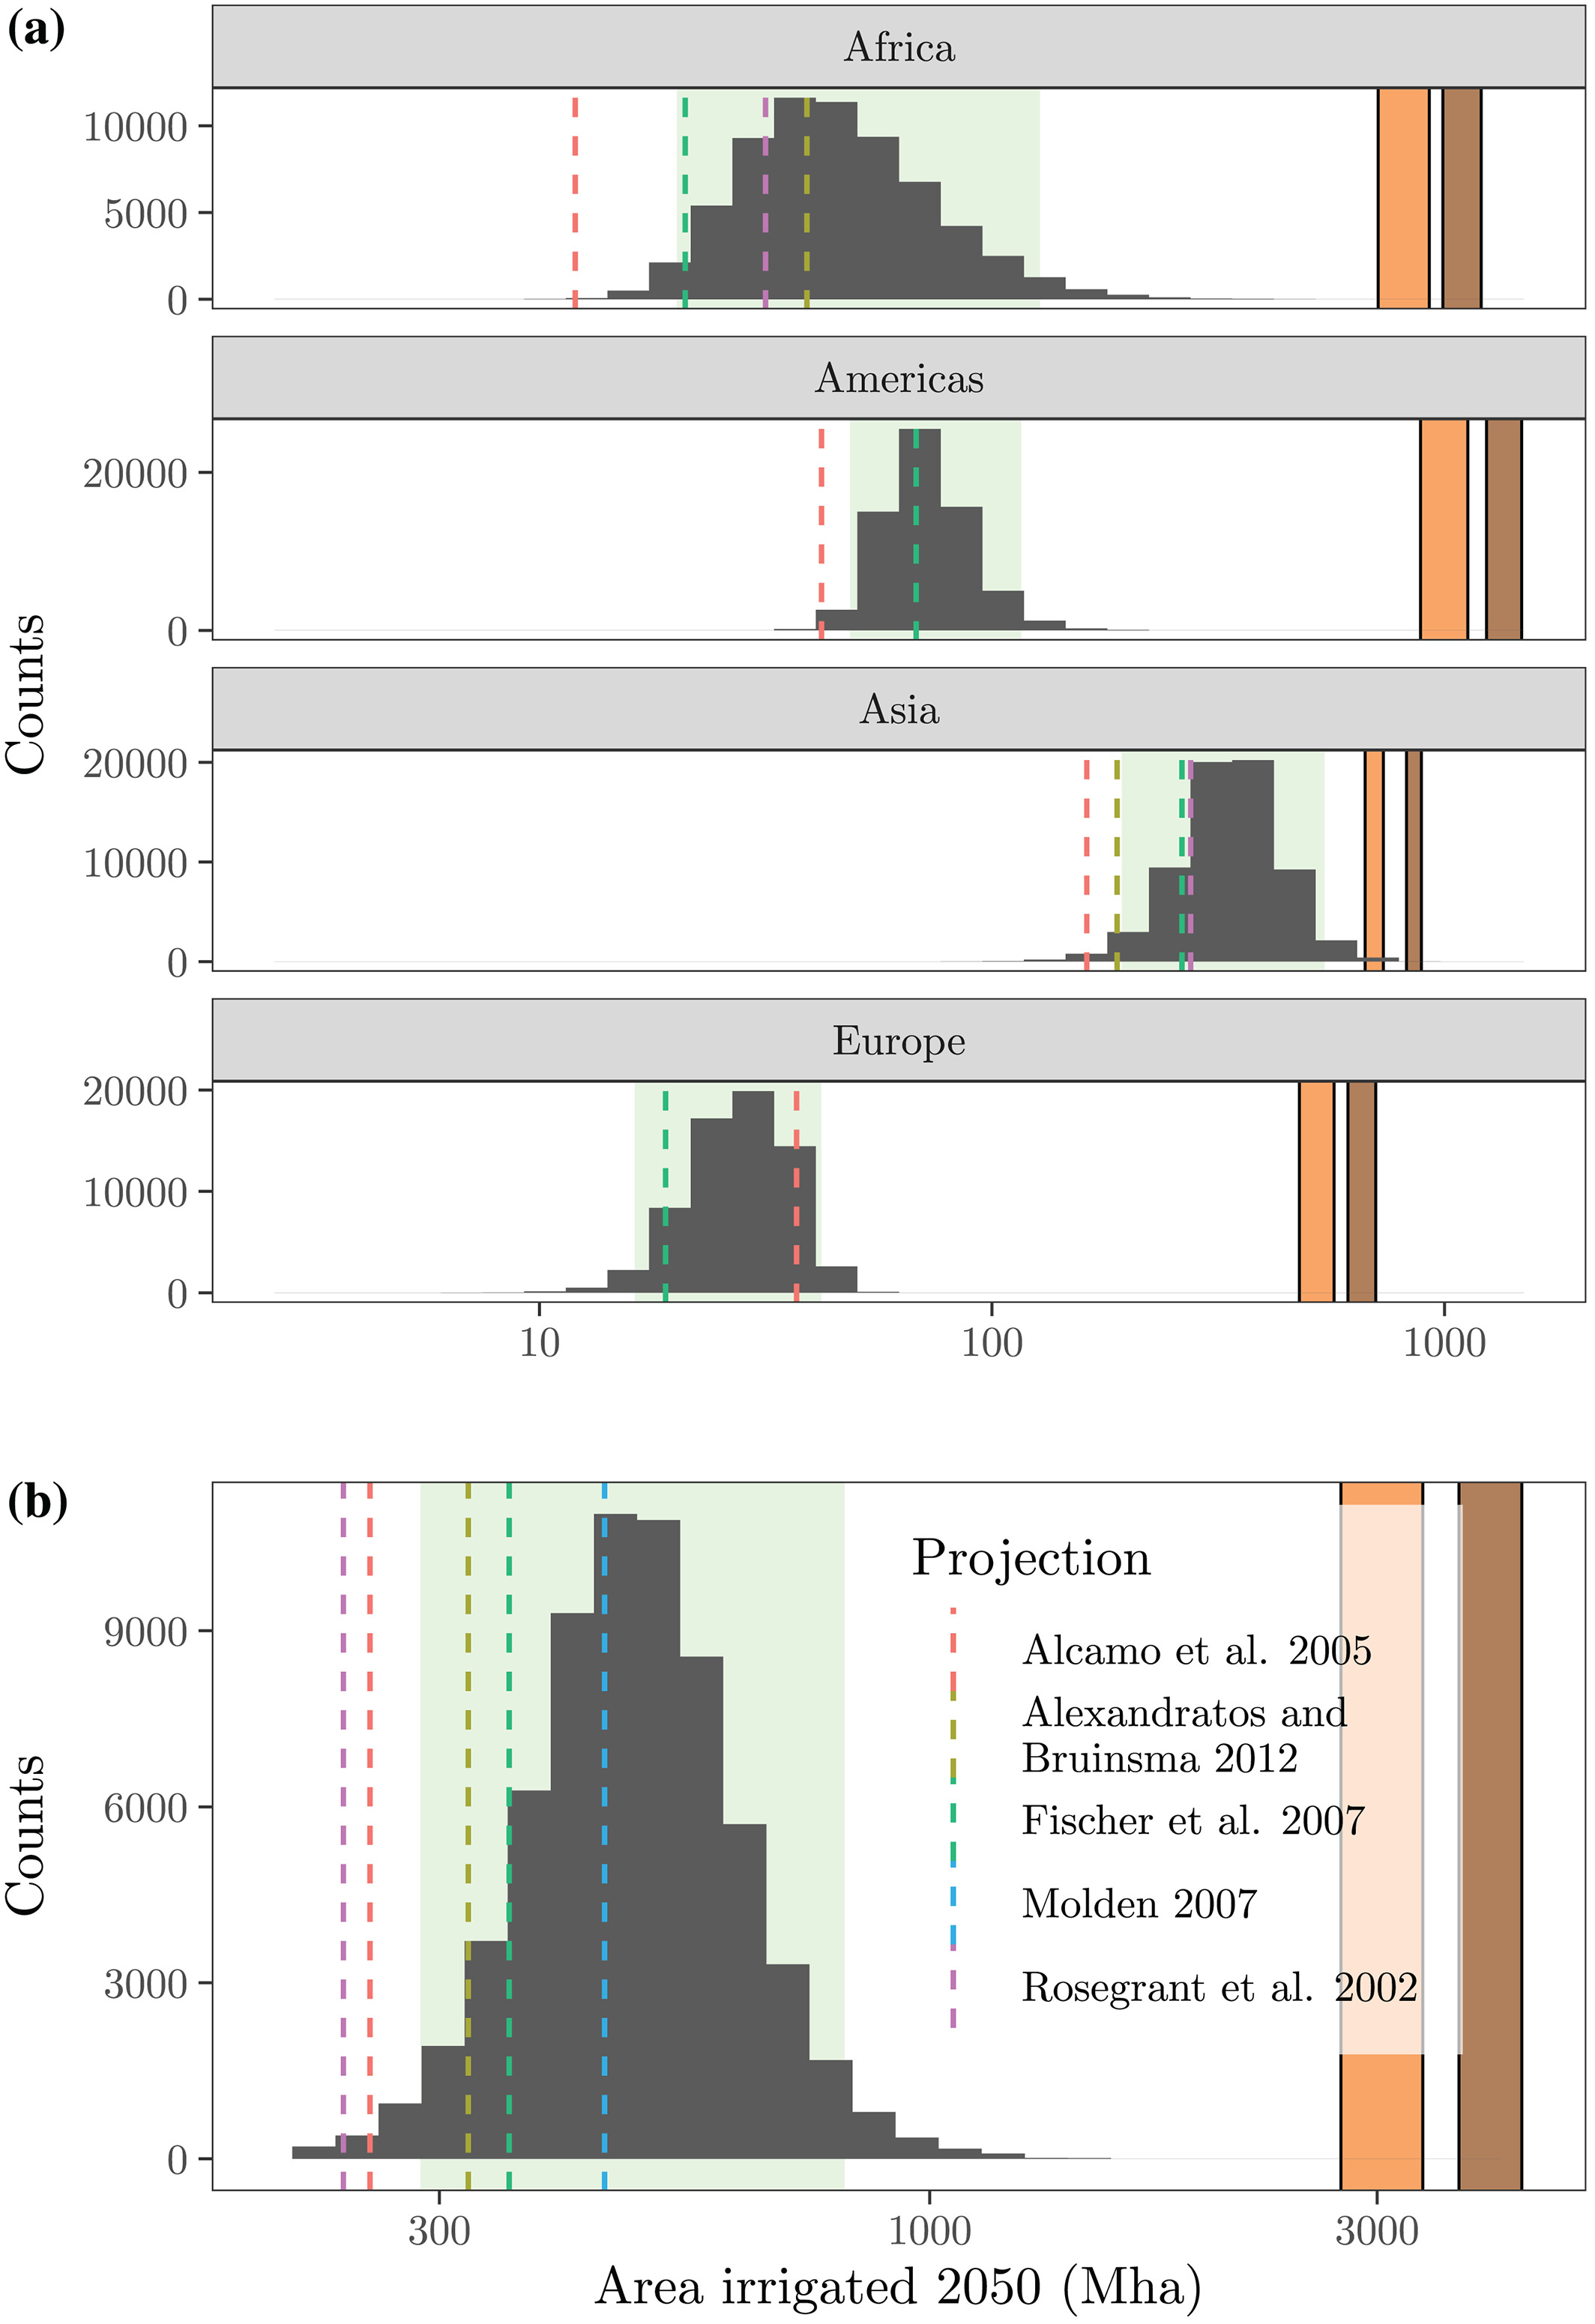 (a)
Africa
10000
5000
0
Americas
20000
0
Asia
20000
10000
0
Europe
20000
10000
0
10 100 1000
Counts
(b)
Projection
Alcamo et al. 2005
Alexandratos and
Bruinsma 2012
Fischer et al. 2007
Molden 2007
Rosegrant et al. 2002
9000
6000
3000
0
Counts
300 1000 3000
Area irrigated 2050 (Mha)